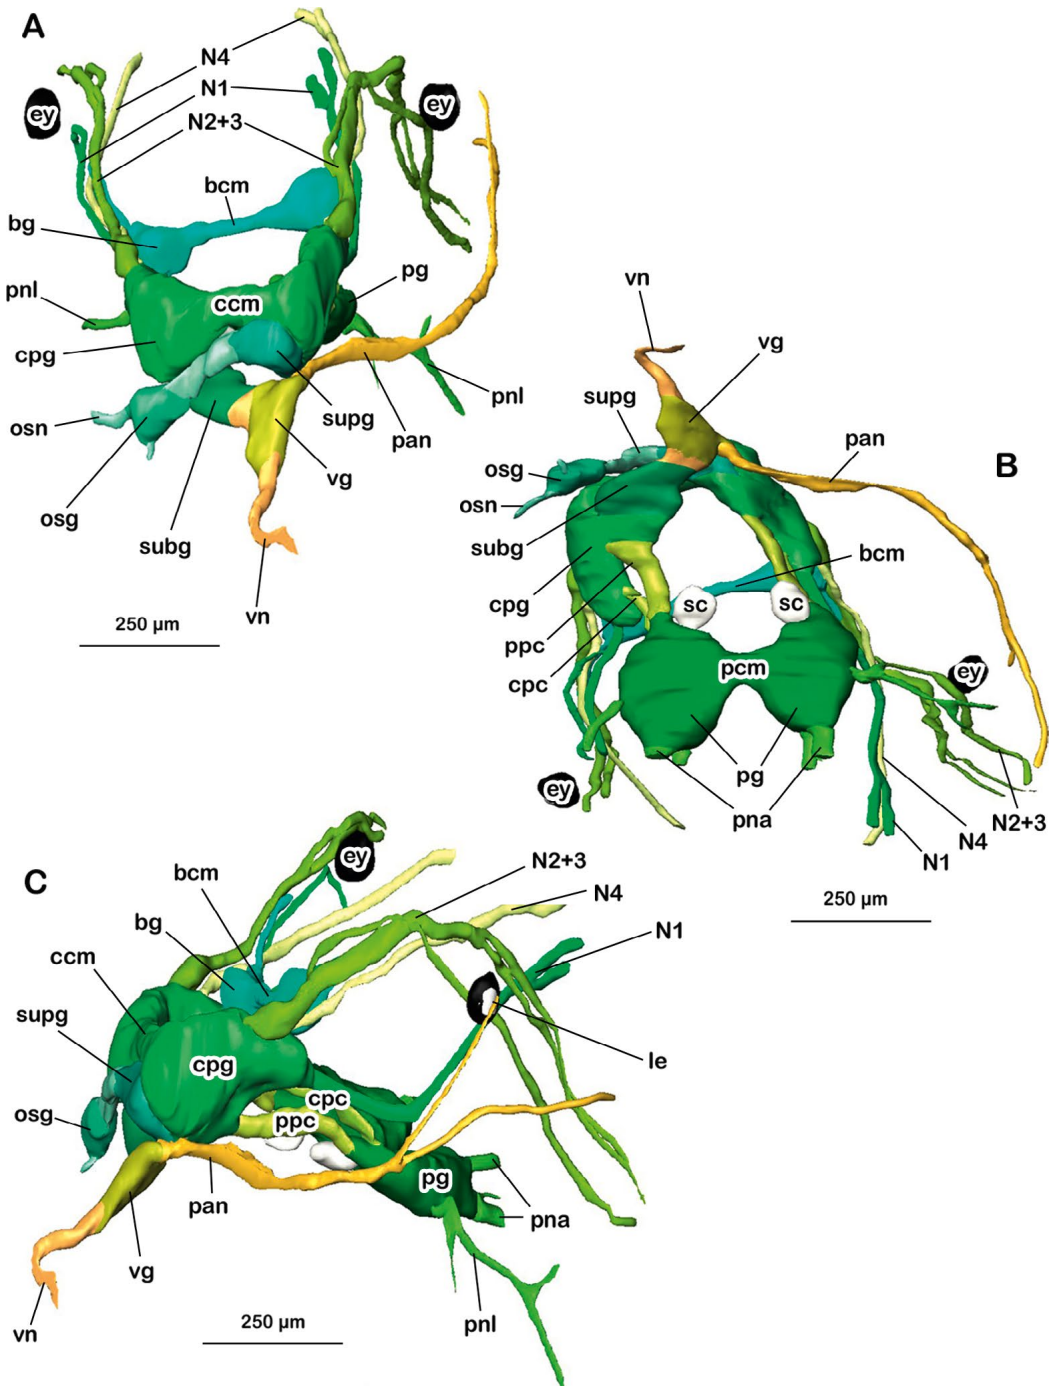 A
N4
N1
ey
ey
N2+3
bcm
bg
pg
pnl
ccm
cpg
pnl
supg
osn
pan
vg
osg
subg
vn
250 µm
vn
vg
supg
pan
B
osg
osn
subg
bcm
cpg
sc
sc
ppc
pcm
cpc
ey
pg
ey
pna
N2+3
N4
N1
250 µm
C
ey
N2+3
bcm
N4
bg
N1
ccm
supg
le
cpg
cpc
osg
ppc
pg
pan
pna
vg
pnl
vn
250 µm